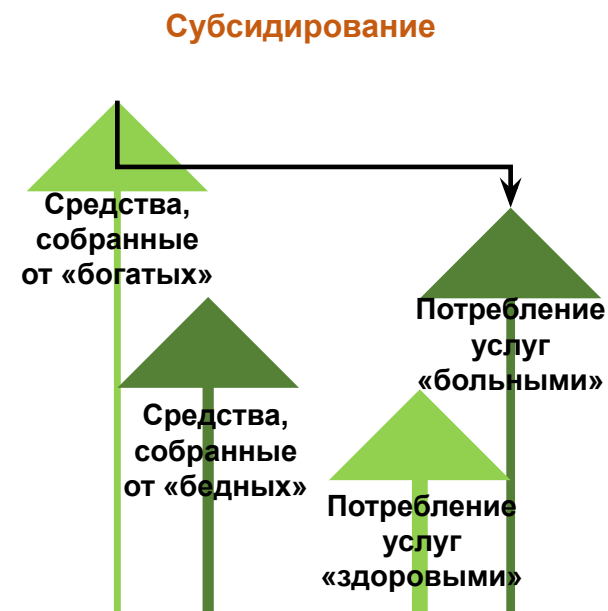 Субсидирование
Средства,
собранные
от «богатых»
Средства,
собранные
от «бедных»
Потребление
услуг
«больными»
Потребление
услуг
«здоровыми»